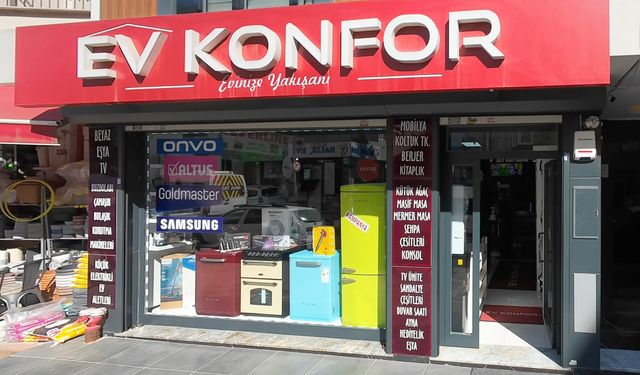 EV KONFOR
Evinize Yakışanı
BEYAZ
EŞYA
TV
BUZDOLABI
ÇAMAŞIR
BULAŞIK
KURUTMA
MAKİNELERİ
KÜÇÜK
ELEKTRİKLİ
EV
ALETLERİ
onvo
ALTUS
Goldmaster
SAMSUNG
VESTEL
KAMPANYA
MOBİLYA
KOLTUK TK.
BERJER
KİTAPLIK
KÜTÜK AĞAÇ
MASİF MASA
MERMER MASA
SEHPA
ÇEŞİTLERİ
KONSOL
TV ÜNİTE
SANDALYE
ÇEŞİTLERİ
DUVAR SAATİ
AYNA
HEDİYELİK
EŞYA
EV KONFOR